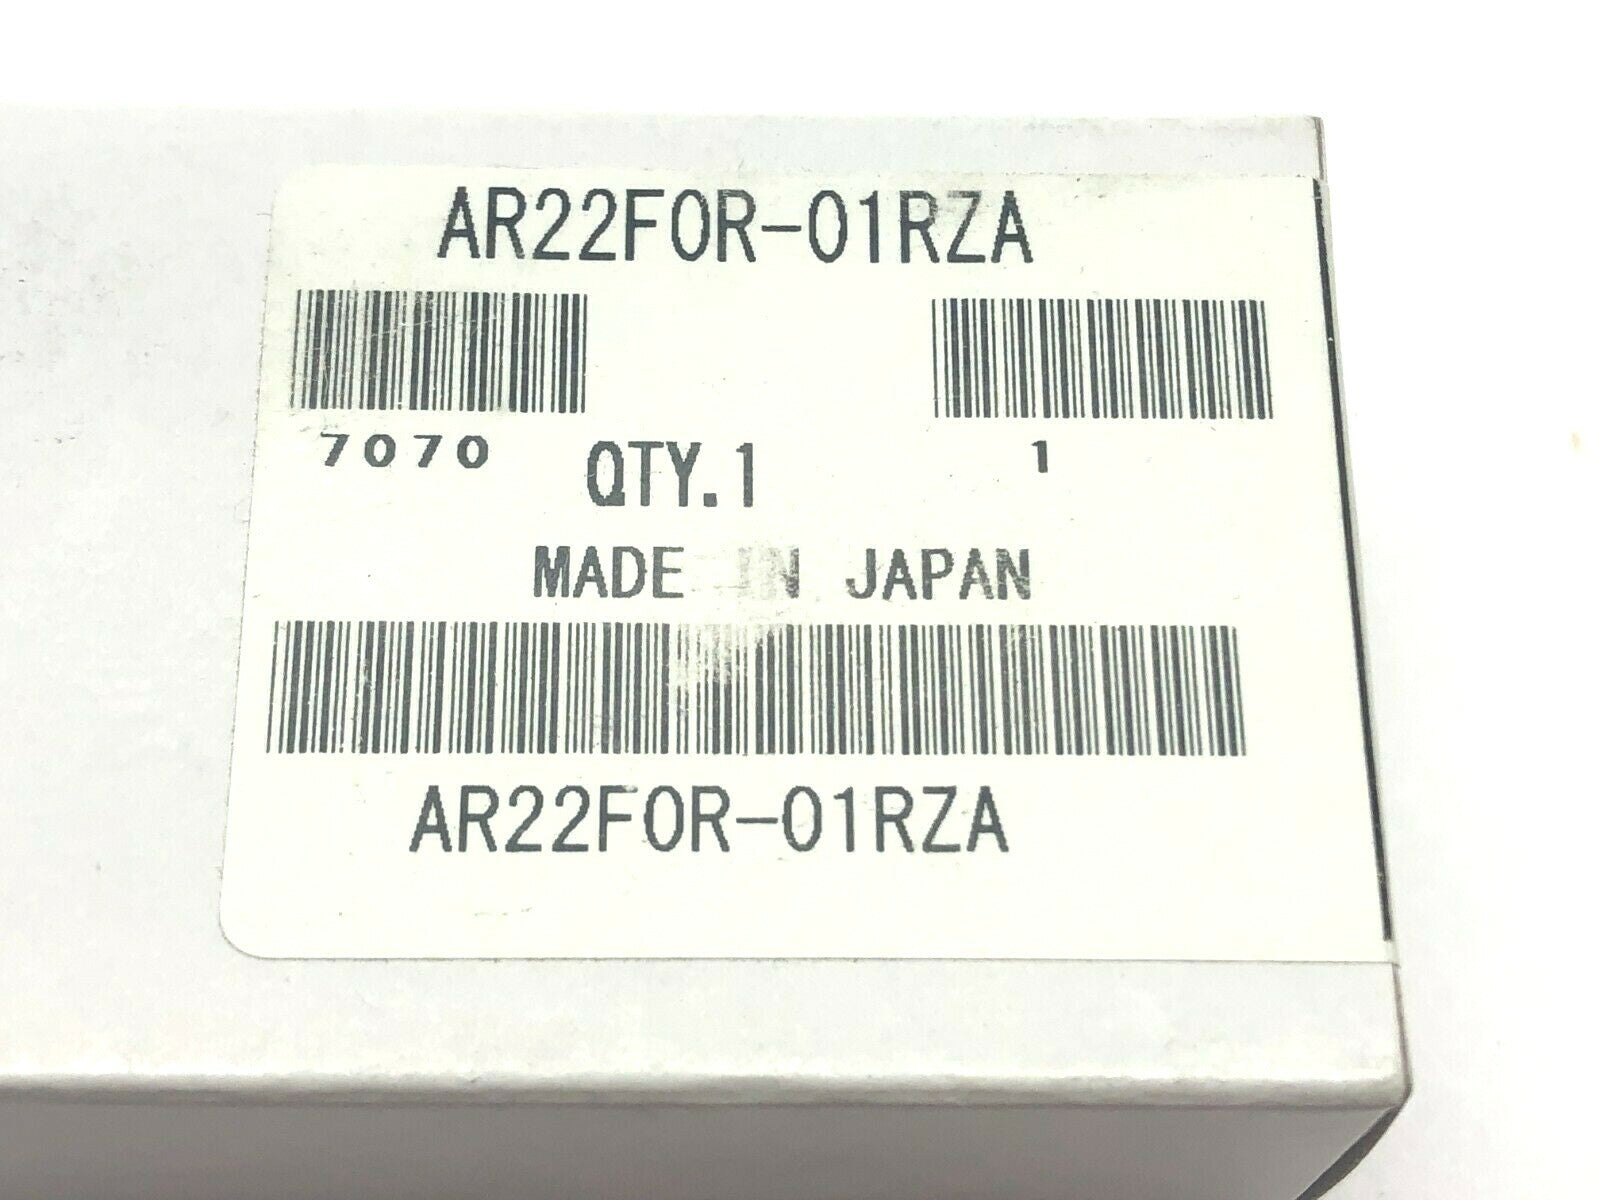 AR22F0R-01RZA
7070
QTY.1
1
MADE IN JAPAN
AR22F0R-01RZA